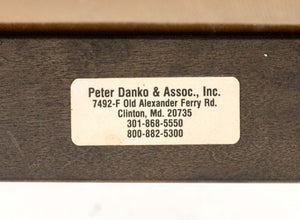 Peter Danko & Assoc., Inc.
7492-F Old Alexander Ferry Rd.
Clinton, Md. 20735
301-868-5550
800-882-5300